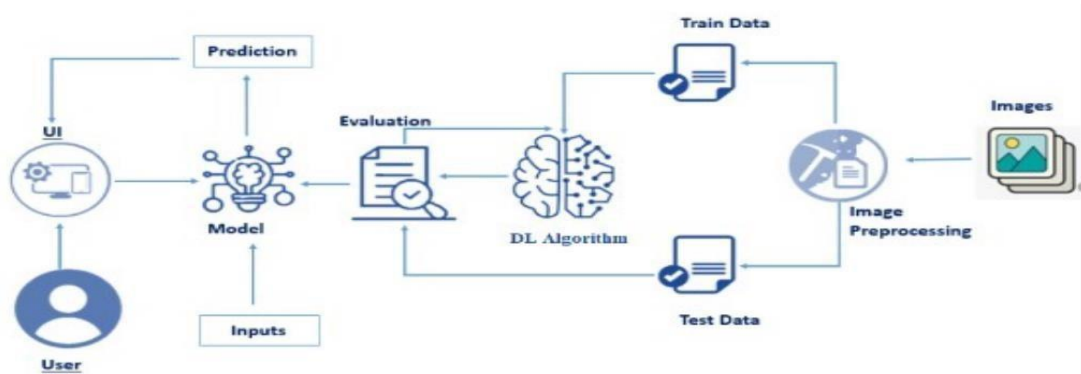 Train Data
Prediction
Images
Evaluation
UI
Image
Preprocessing
Model
DL Algorithm
Inputs
Test Data
User